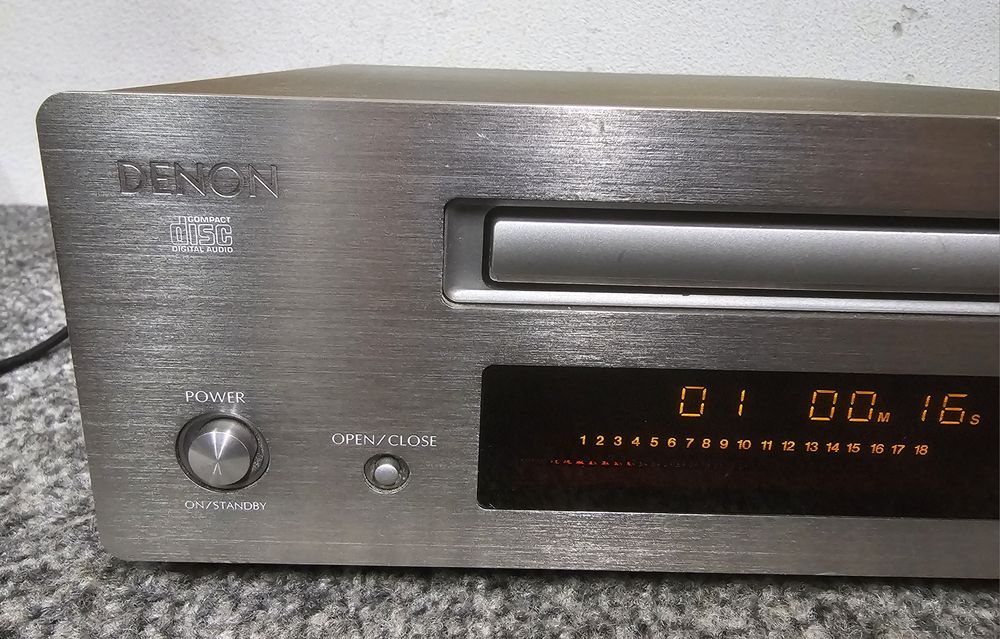 DENON
COMPACT
disc
DIGITAL AUDIO
POWER
OPEN/CLOSE
ON/STANDBY
01 00M 16S
1 2 3 4 5 6 7 8 9 10 11 12 13 14 15 16 17 18